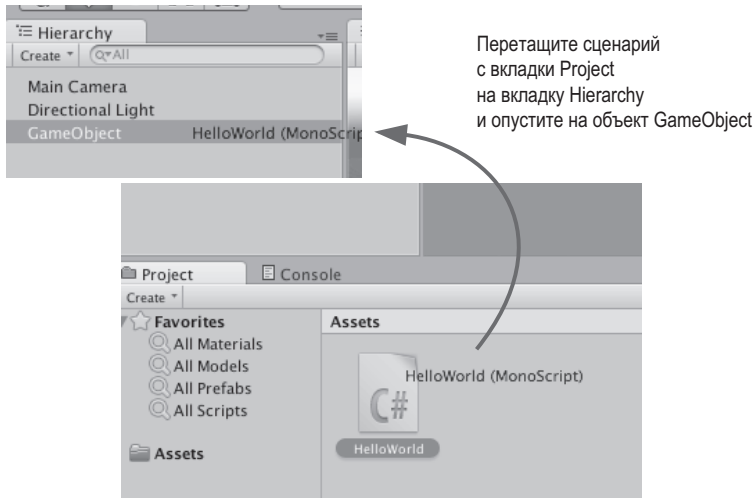 Hierarchy
Create
All
Main Camera
Directional Light
GameObject HelloWorld (MonoScrip
Перетащите сценарий
с вкладки Project
на вкладку Hierarchy
и опустите на объект GameObject
Project Console
Create
Favorites
All Materials
All Models
All Prefabs
All Scripts
Assets
Assets
HelloWorld (MonoScript)
C#
HelloWorld